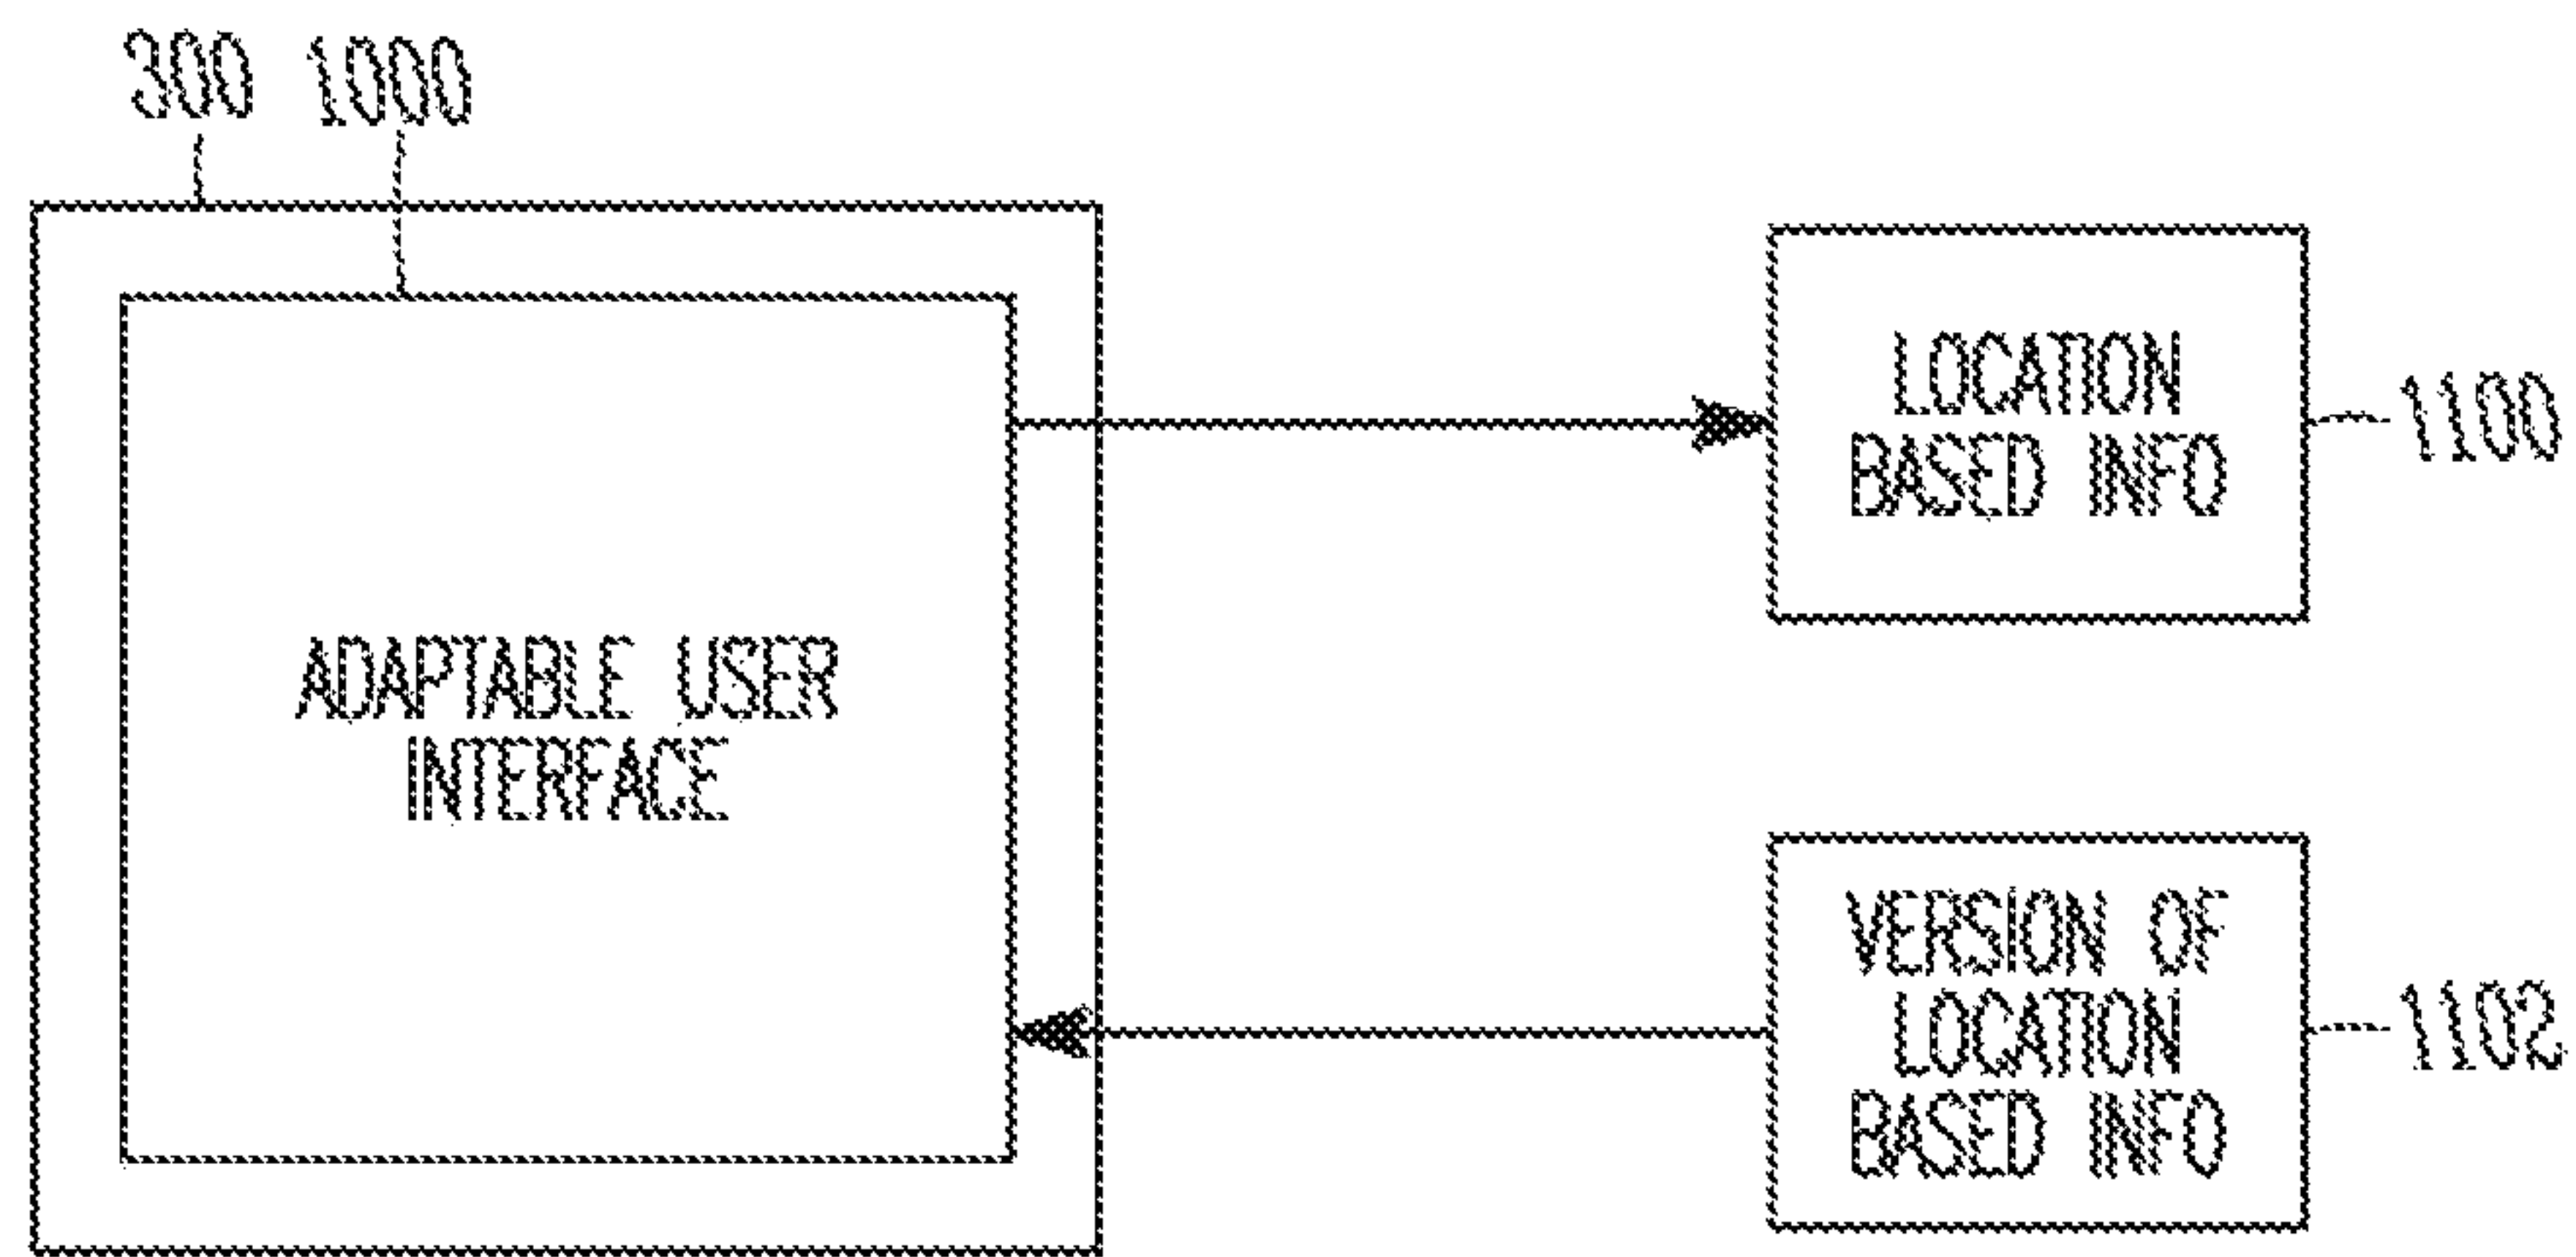 300 1000
LOCATION
BASED INFO
1100
ADAPTABLE USER
INTERFACE
VERSION OF
LOCATION
BASED INFO
1102